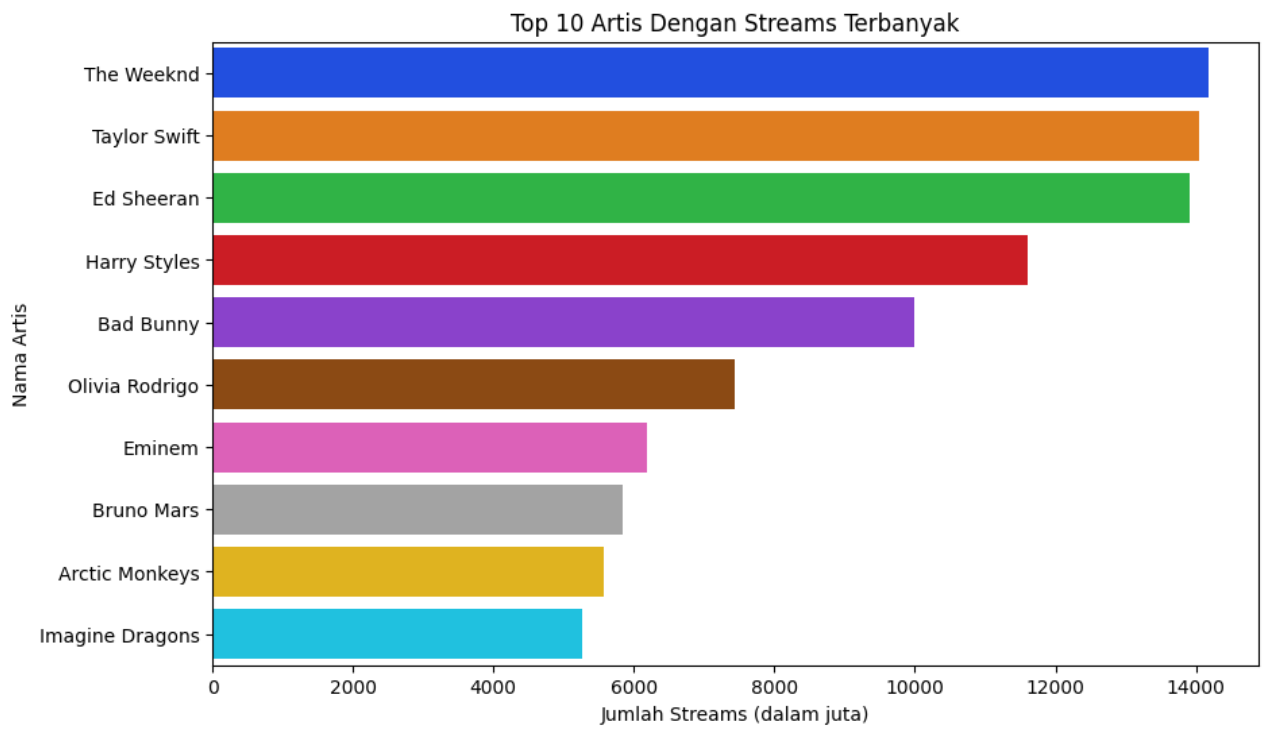 Top 10 Artis Dengan Streams Terbanyak
Nama Artis
The Weeknd
Taylor Swift
Ed Sheeran
Harry Styles
Bad Bunny
Olivia Rodrigo
Eminem
Bruno Mars
Arctic Monkeys
Imagine Dragons
0 2000 4000 6000 8000 10000 12000 14000
Jumlah Streams (dalam juta)